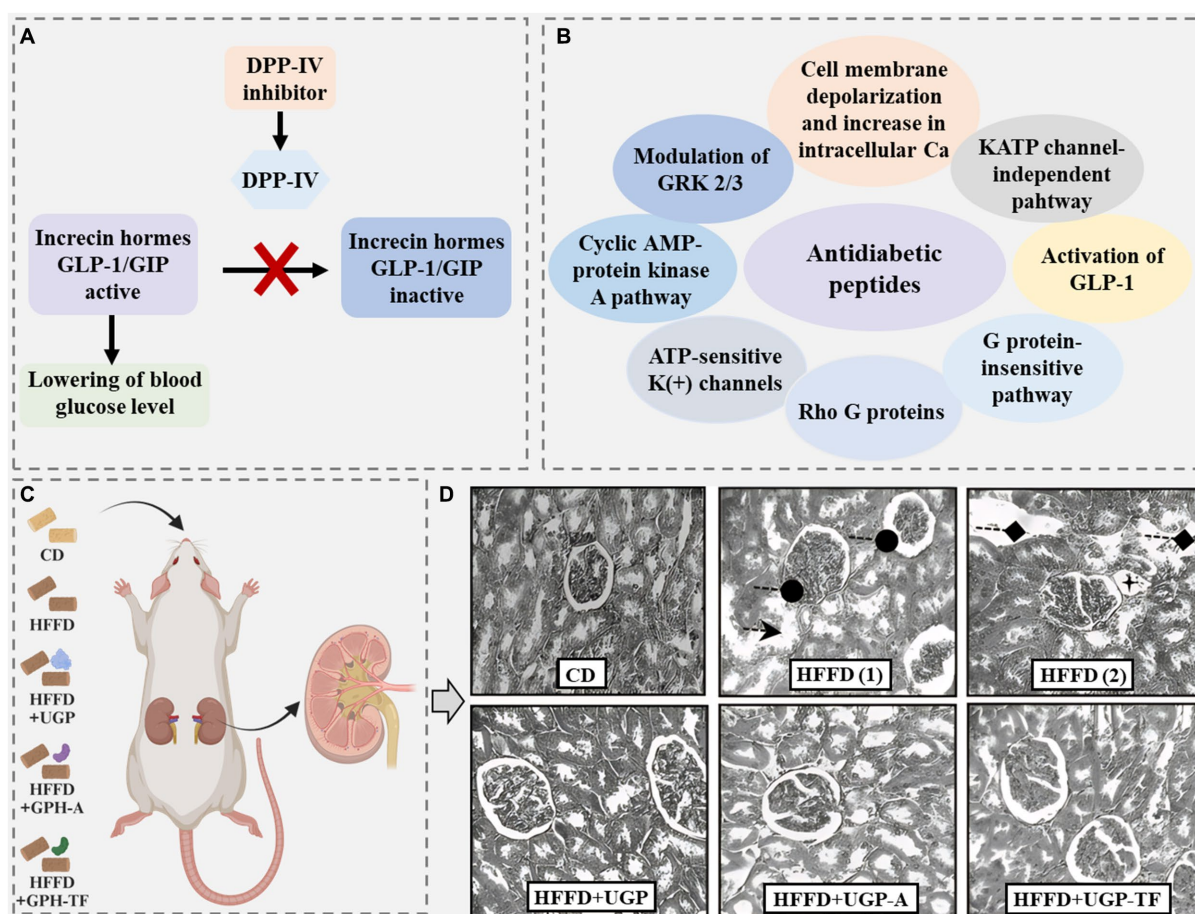 A
DPP-IV
inhibitor
DPP-IV
Increcin hormes
GLP-1/GIP
active
Increcin hormes
GLP-1/GIP
inactive
Lowering of blood
glucose level
B
Cell membrane
depolarization
and increase in
intracellular Ca
Modulation of
GRK 2/3
KATP channel-
independent
pahtway
Cyclic AMP-
protein kinase
A pathway
Antidiabetic
peptides
Activation of
GLP-1
ATP-sensitive
K(+) channels
Rho G proteins
G protein-
insensitive
pathway
C
CD
HFFD
HFFD
+UGP
HFFD
+GPH-A
HFFD
+GPH-TF
D
CD
HFFD (1)
HFFD (2)
HFFD+UGP
HFFD+UGP-A
HFFD+UGP-TF